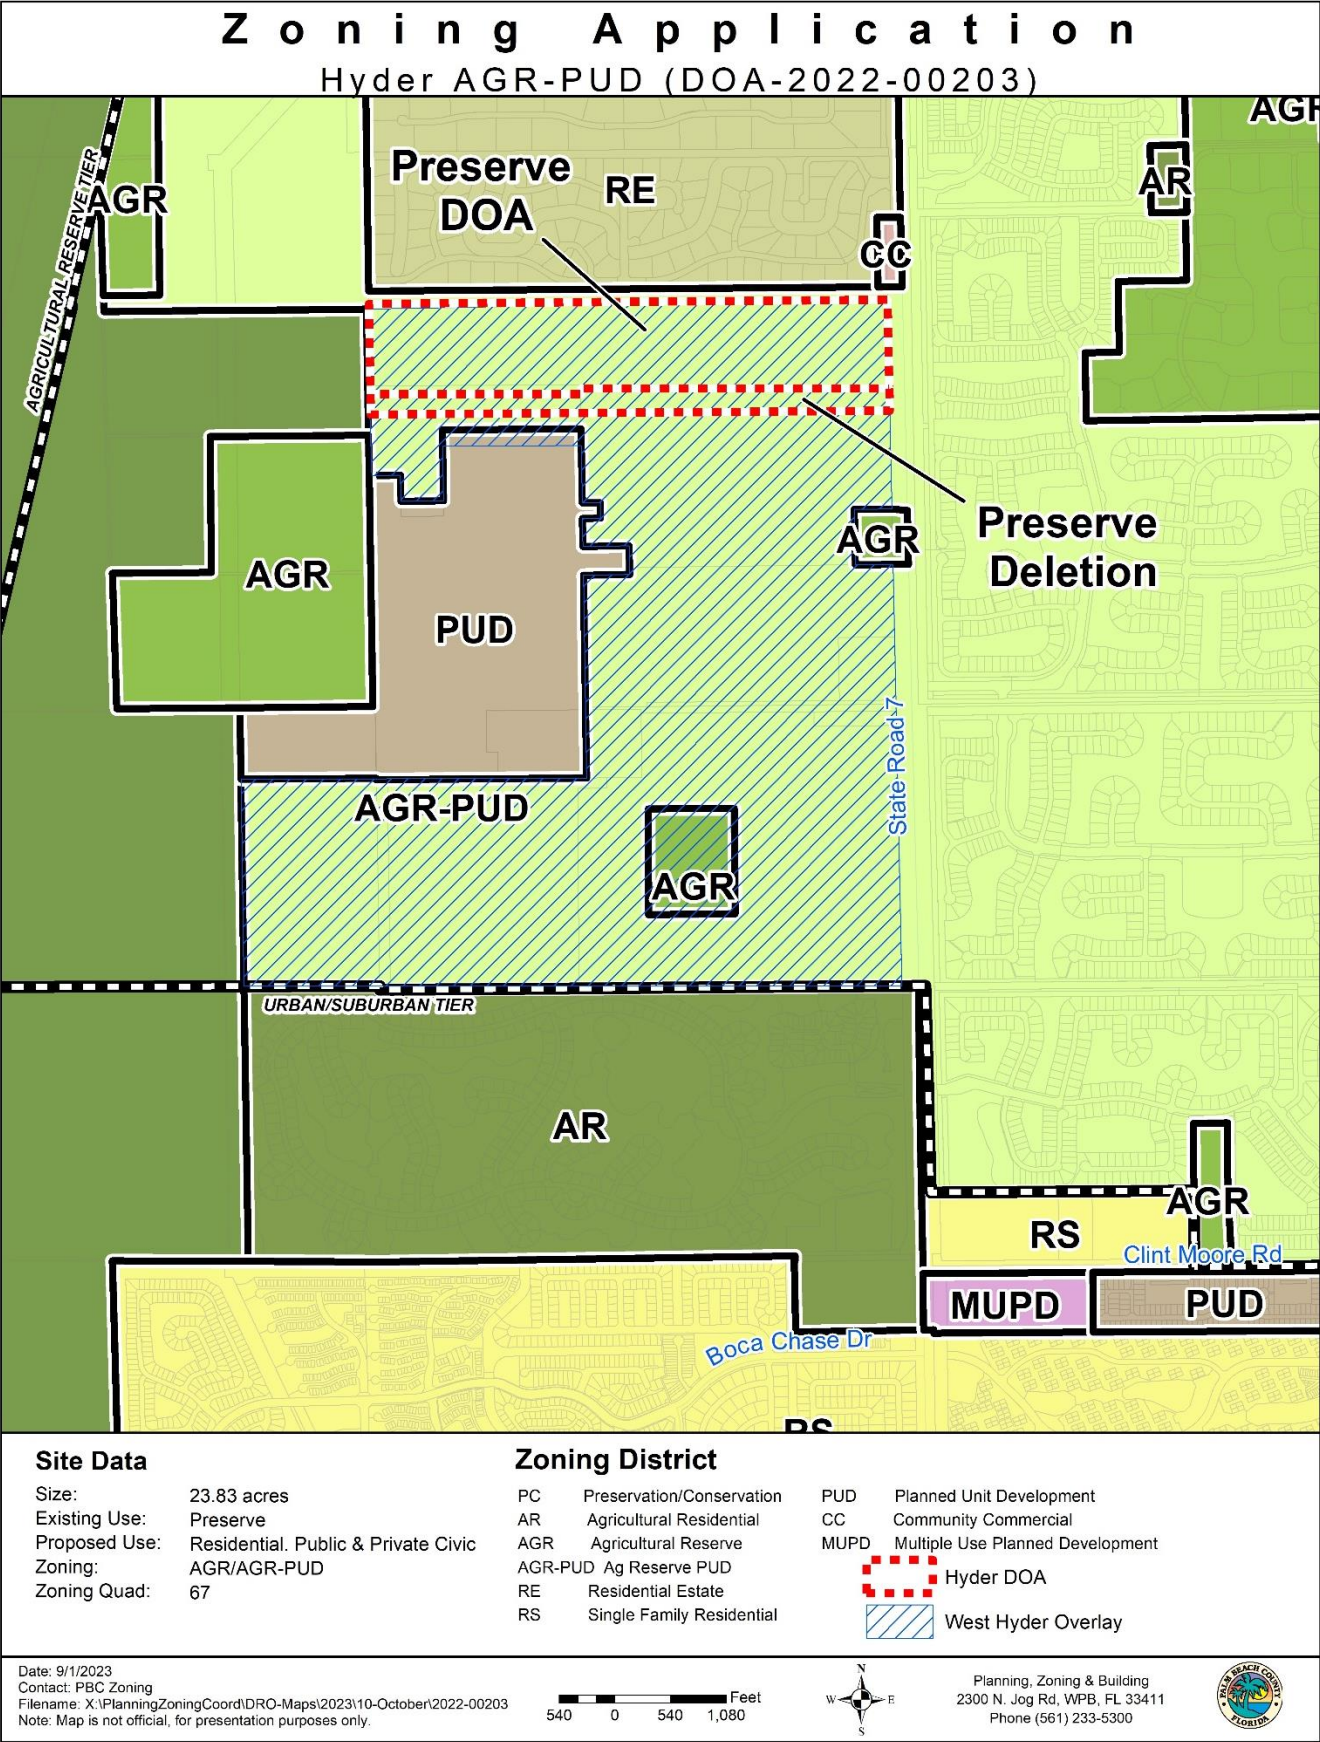 Zoning Application
Hyder AGR-PUD (DOA-2022-00203)
AGR
AGRICULTURAL RESERVE TIER
AGR
Preserve
DOA
RE
AR
CC
AGR
Preserve
Deletion
AGR
PUD
State Road 7
AGR-PUD
AGR
URBAN/SUBURBAN TIER
AR
AGR
RS
Clint Moore Rd
MUPD
PUD
Boca Chase Dr
RS
Site Data
Size: 23.83 acres
Existing Use: Preserve
Proposed Use: Residential. Public & Private Civic
Zoning: AGR/AGR-PUD
Zoning Quad: 67
Zoning District
PC Preservation/Conservation
AR Agricultural Residential
AGR Agricultural Reserve
AGR-PUD Ag Reserve PUD
RE Residential Estate
RS Single Family Residential
PUD Planned Unit Development
CC Community Commercial
MUPD Multiple Use Planned Development
Hyder DOA
West Hyder Overlay
Date: 9/1/2023
Contact: PBC Zoning
Filename: X:\PlanningZoningCoord\DRO-Maps\2023\10-October\2022-00203
Note: Map is not official, for presentation purposes only.
Feet
540 0 540 1,080
N
W E
S
Planning, Zoning & Building
2300 N. Jog Rd, WPB, FL 33411
Phone (561) 233-5300
PALM BEACH COUNTY
FLORIDA